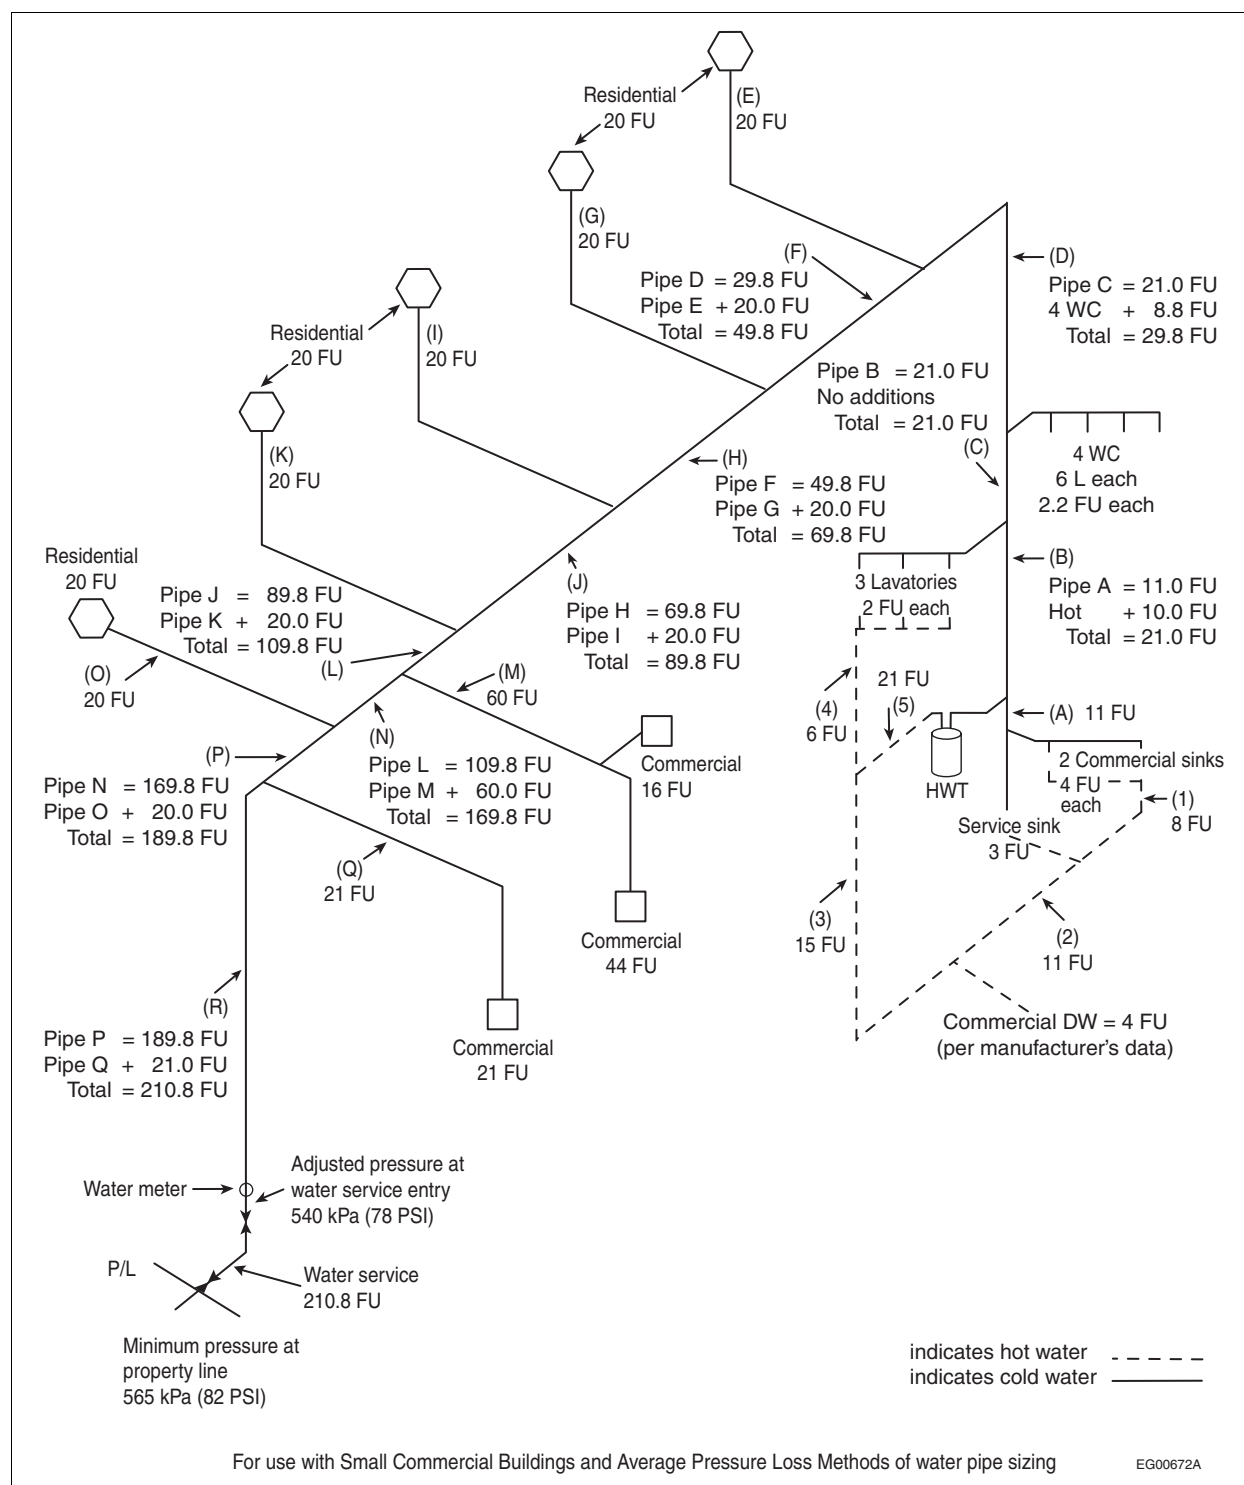 Residential
20 FU
(E)
20 FU
(G)
20 FU
(F)
Pipe D = 29.8 FU
Pipe E + 20.0 FU
Total = 49.8 FU
(D)
Pipe C = 21.0 FU
4 WC + 8.8 FU
Total = 29.8 FU
Residential
20 FU
(I)
20 FU
Pipe B = 21.0 FU
No additions
Total = 21.0 FU
(C)
4 WC
6 L each
2.2 FU each
(K)
20 FU
(H)
Pipe F = 49.8 FU
Pipe G + 20.0 FU
Total = 69.8 FU
Residential
20 FU
Pipe J = 89.8 FU
Pipe K + 20.0 FU
Total = 109.8 FU
(L)
(J)
Pipe H = 69.8 FU
Pipe I + 20.0 FU
Total = 89.8 FU
3 Lavatories
2 FU each
(B)
Pipe A = 11.0 FU
Hot + 10.0 FU
Total = 21.0 FU
(O)
20 FU
(M)
60 FU
(4)
6 FU
21 FU
(5)
(A) 11 FU
(P)
Pipe N = 169.8 FU
Pipe O + 20.0 FU
Total = 189.8 FU
(N)
Pipe L = 109.8 FU
Pipe M + 60.0 FU
Total = 169.8 FU
Commercial
16 FU
HWT
2 Commercial sinks
4 FU
each
(1)
8 FU
Service sink
3 FU
(Q)
21 FU
(3)
15 FU
(2)
11 FU
Commercial
44 FU
(R)
Pipe P = 189.8 FU
Pipe Q + 21.0 FU
Total = 210.8 FU
Commercial
21 FU
Commercial DW = 4 FU
(per manufacturer's data)
Water meter
Adjusted pressure at
water service entry
540 kPa (78 PSI)
P/L
Water service
210.8 FU
Minimum pressure at
property line
565 kPa (82 PSI)
indicates hot water
indicates cold water
For use with Small Commercial Buildings and Average Pressure Loss Methods of water pipe sizing
EG00672A